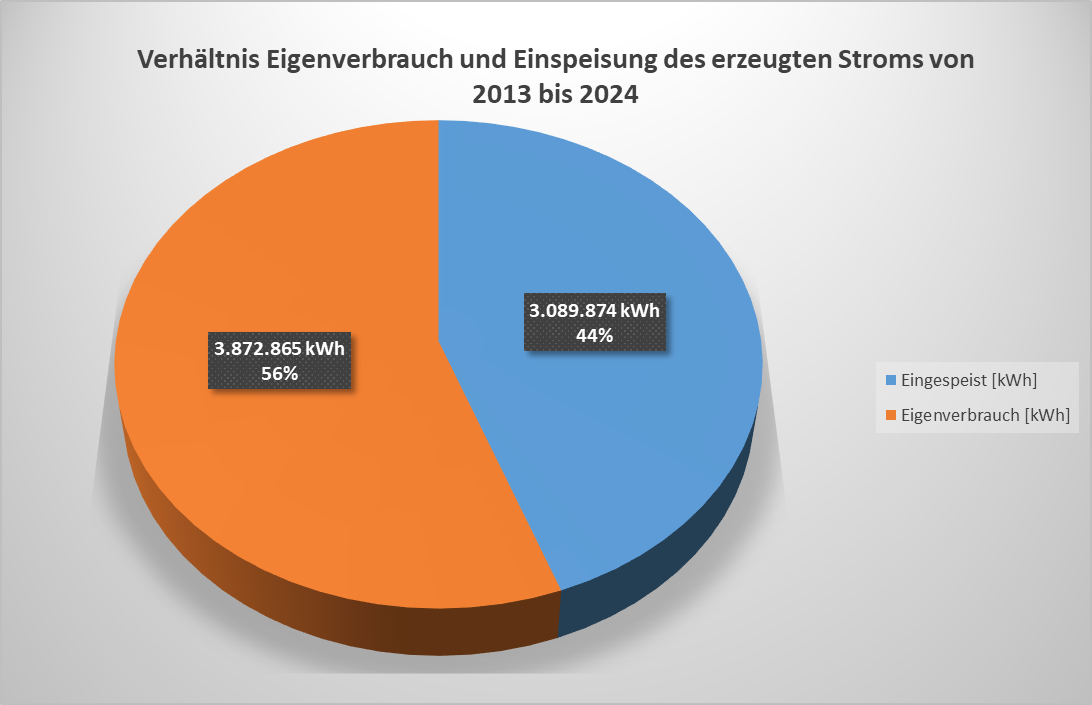 Verhältnis Eigenverbrauch und Einspeisung des erzeugten Stroms von
2013 bis 2024
3.089.874 kWh
44%
3.872.865 kWh
56%
Eingespeist [kWh]
Eigenverbrauch [kWh]